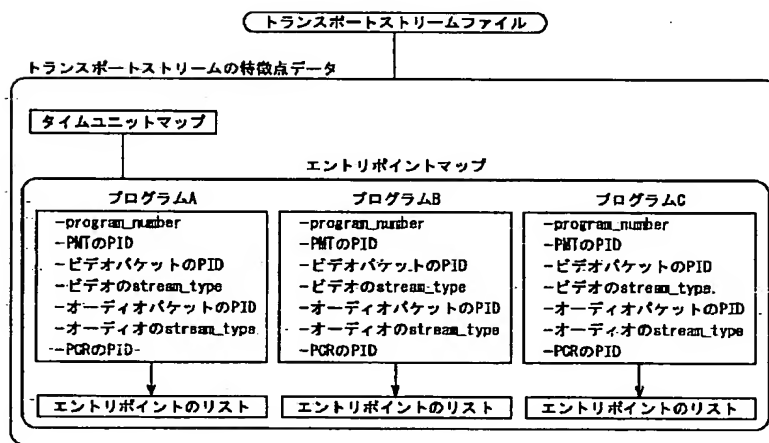 トランスポートストリームファイル
トランスポートストリームの特徴点データ
タイムユニットマップ
エントリポイントマップ
プログラムA
-program_number
-PMTのPID
-ビデオパケットのPID
-ビデオのstream_type
-オーディオパケットのPID
-オーディオのstream_type
-PCRのPID
エントリポイントのリスト
プログラムB
-program_number
-PMTのPID
-ビデオパケットのPID
-ビデオのstream_type
-オーディオパケットのPID
-オーディオのstream_type
-PCRのPID
エントリポイントのリスト
プログラムC
-program_number
-PMTのPID
-ビデオパケットのPID
-ビデオのstream_type
-オーディオパケットのPID
-オーディオのstream_type
-PCRのPID
エントリポイントのリスト